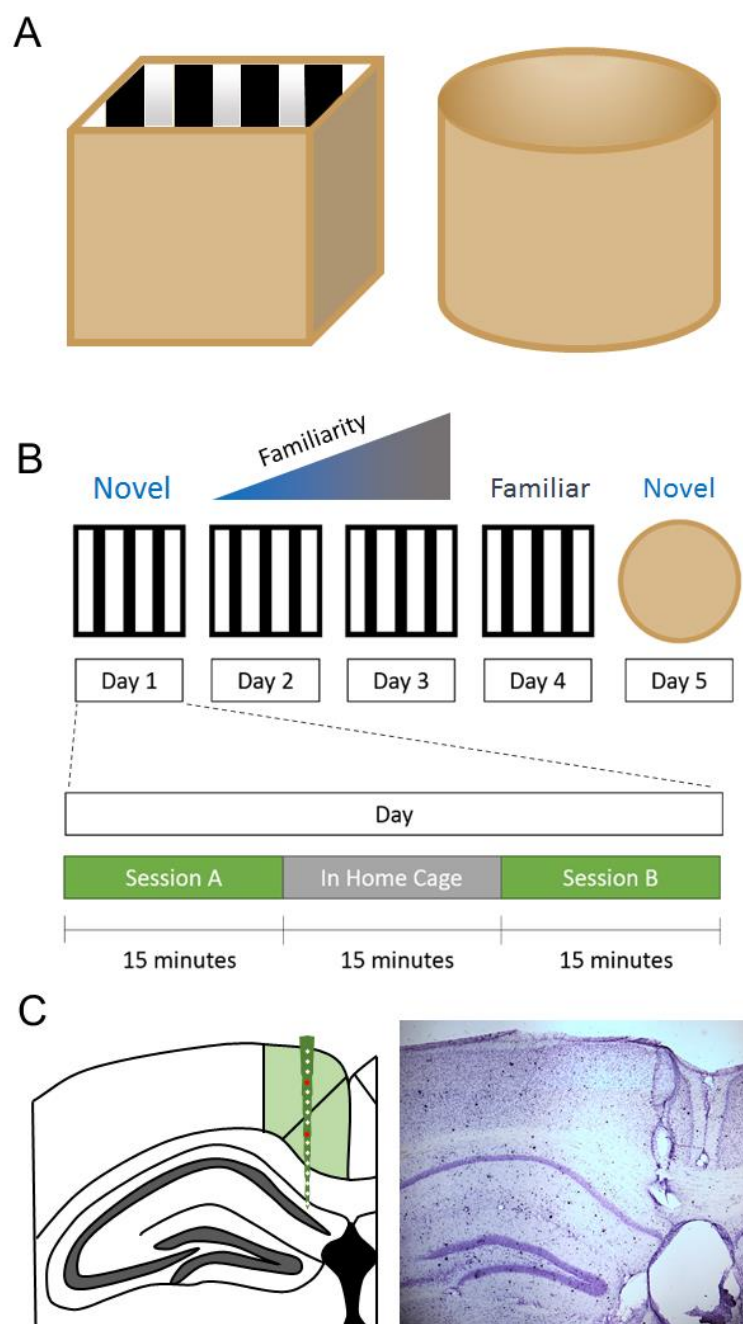 A
B
Familiarity
Novel
Familiar
Novel
Day 1
Day 2
Day 3
Day 4
Day 5
Day
Session A
In Home Cage
Session B
15 minutes
15 minutes
15 minutes
C